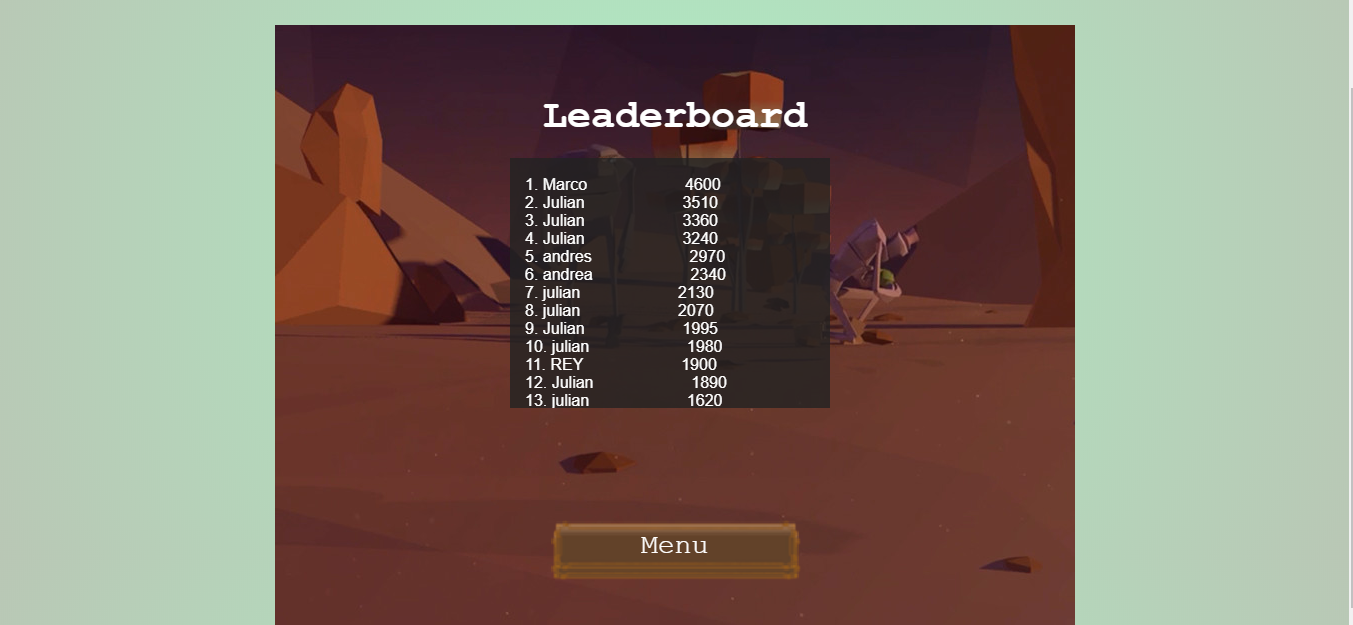 Leaderboard
1. Marco 4600
2. Julian 3510
3. Julian 3360
4. Julian 3240
5. andres 2970
6. andrea 2340
7. julian 2130
8. julian 2070
9. Julian 1995
10. julian 1980
11. REY 1900
12. Julian 1890
13. julian 1620
Menu